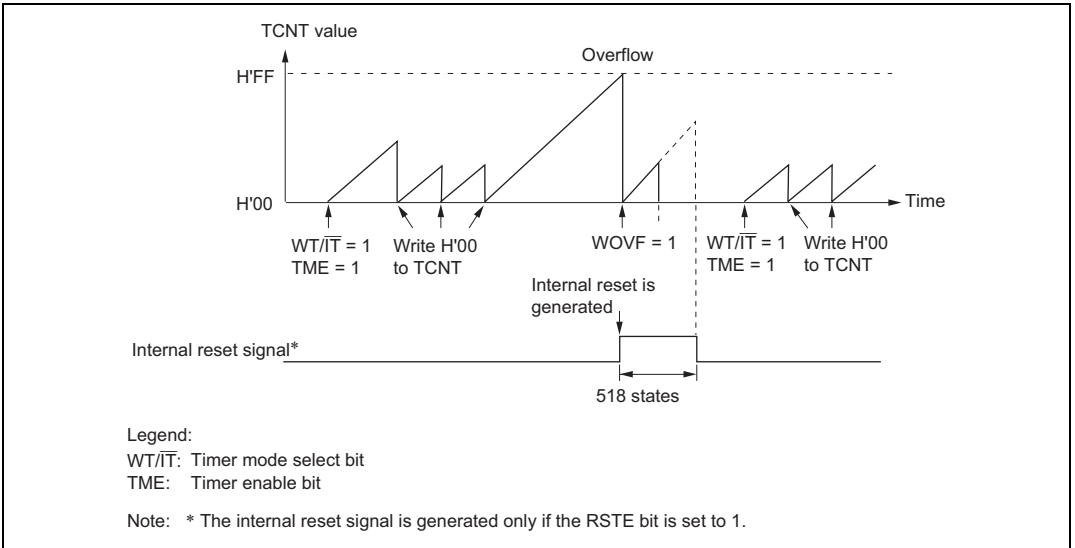 TCNT value
Overflow
H'FF
H'00
Time
WT/I̅T̅ = 1
TME = 1
Write H'00
to TCNT
WOVF = 1
WT/I̅T̅ = 1
TME = 1
Write H'00
to TCNT
Internal reset is
generated
Internal reset signal*
518 states
Legend:
WT/I̅T̅: Timer mode select bit
TME: Timer enable bit
Note: * The internal reset signal is generated only if the RSTE bit is set to 1.